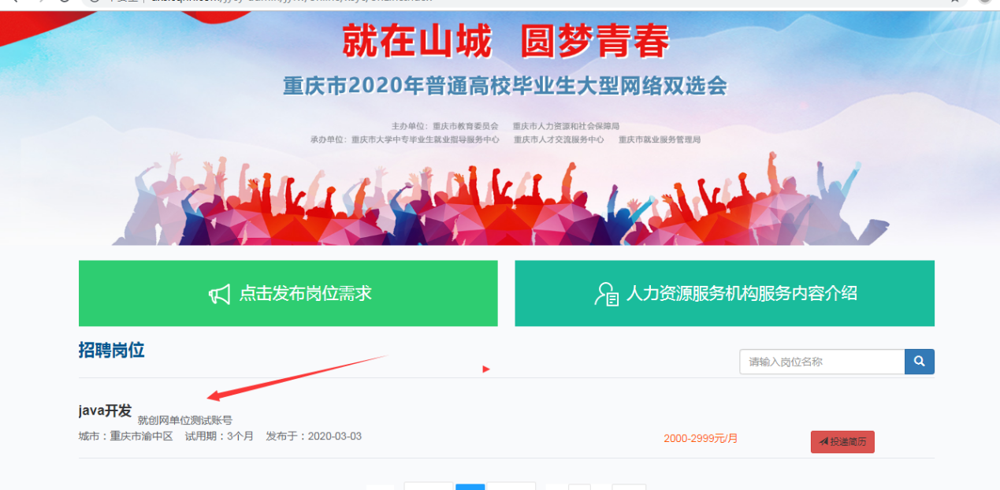 就在山城 圆梦青春
重庆市2020年普通高校毕业生大型网络双选会
主办单位：重庆市教育委员会 重庆市人力资源和社会保障局
承办单位：重庆市大学中专毕业生就业指导服务中心 重庆市人才交流服务中心 重庆市就业服务管理局
点击发布岗位需求 人力资源服务机构服务内容介绍
招聘岗位
请输入岗位名称
java开发 就创网单位测试账号
城市：重庆市渝中区 试用期：3个月 发布于：2020-03-03
2000-2999元/月 投递简历